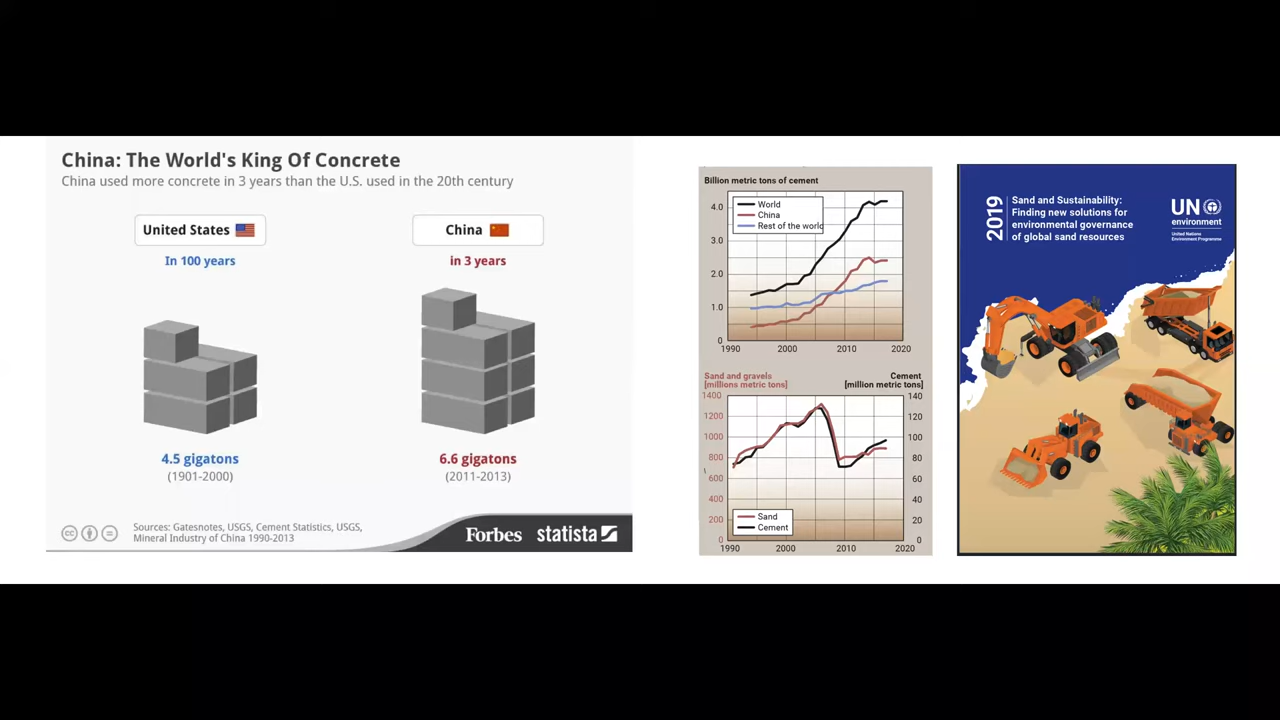 China: The World's King Of Concrete
China used more concrete in 3 years than the U.S. used in the 20th century
United States
In 100 years
4.5 gigatons
(1901-2000)
China
in 3 years
6.6 gigatons
(2011-2013)
Sources: Gatesnotes, USGS, Cement Statistics, USGS,
Mineral Industry of China 1990-2013
Forbes statista
Billion metric tons of cement
World
China
Rest of the world
4.0
3.0
2.0
1.0
0
1990 2000 2010 2020
Sand and gravels
[millions metric tons]
Cement
[million metric tons]
1400 140
1200 120
1000 100
800 80
600 60
400 40
200 20
0 0
Sand
Cement
1990 2000 2010 2020
2019
Sand and Sustainability:
Finding new solutions for
environmental governance
of global sand resources
UN
environment
United Nations
Environment Programme